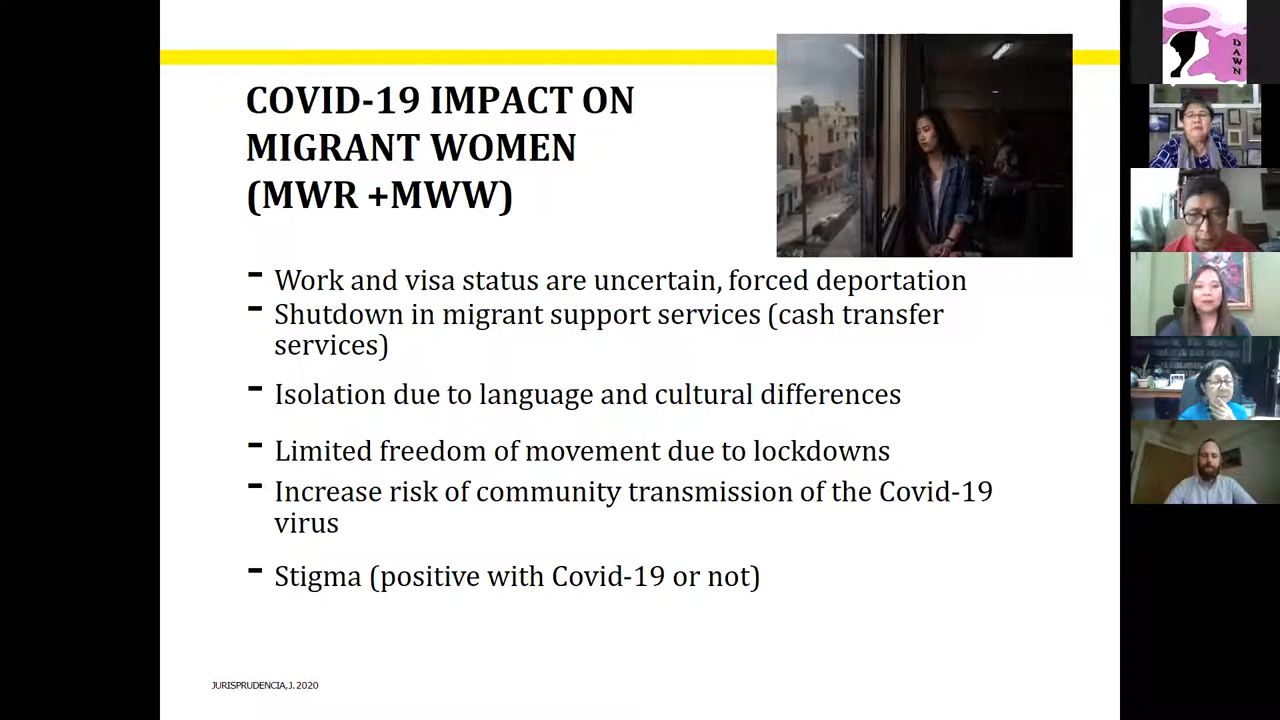 COVID-19 IMPACT ON
MIGRANT WOMEN
(MWR +MWW)
- Work and visa status are uncertain, forced deportation
- Shutdown in migrant support services (cash transfer
services)
- Isolation due to language and cultural differences
- Limited freedom of movement due to lockdowns
- Increase risk of community transmission of the Covid-19
virus
- Stigma (positive with Covid-19 or not)
JURISPRUDENCIA, J. 2020
DAWN